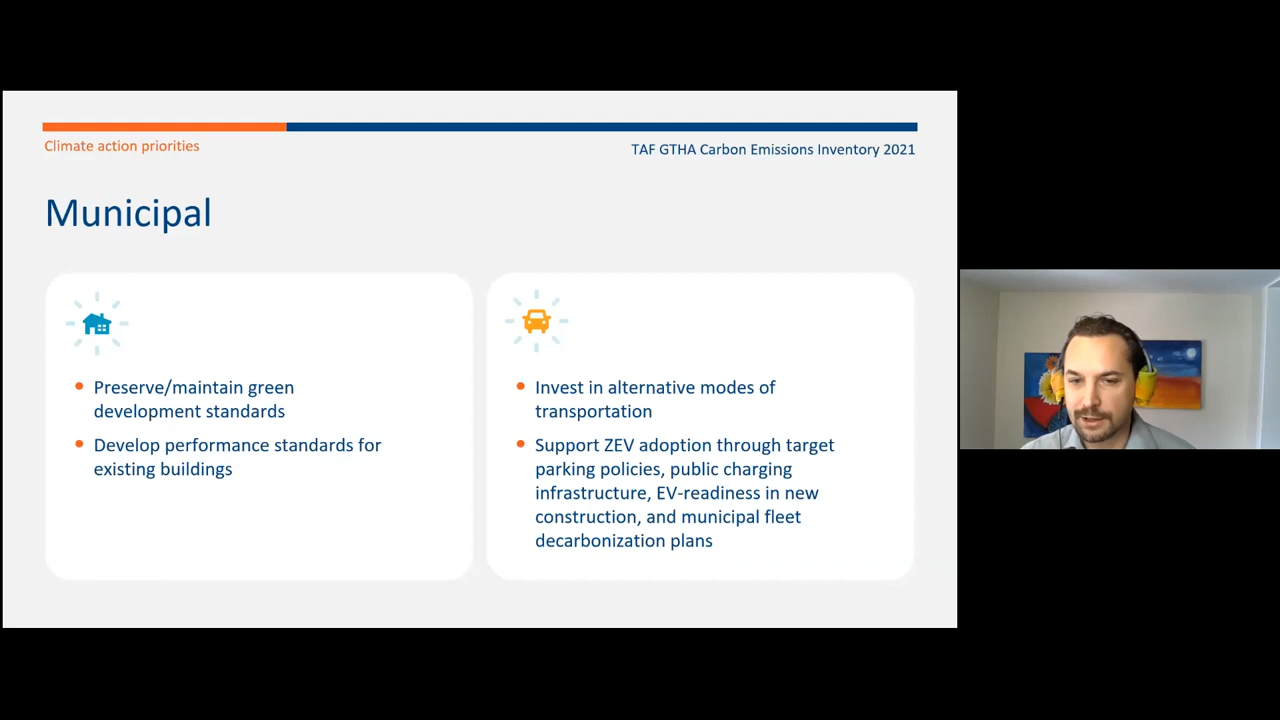 Climate action priorities
TAF GTHA Carbon Emissions Inventory 2021
Municipal
• Preserve/maintain green
development standards
• Develop performance standards for
existing buildings
• Invest in alternative modes of
transportation
• Support ZEV adoption through target
parking policies, public charging
infrastructure, EV-readiness in new
construction, and municipal fleet
decarbonization plans